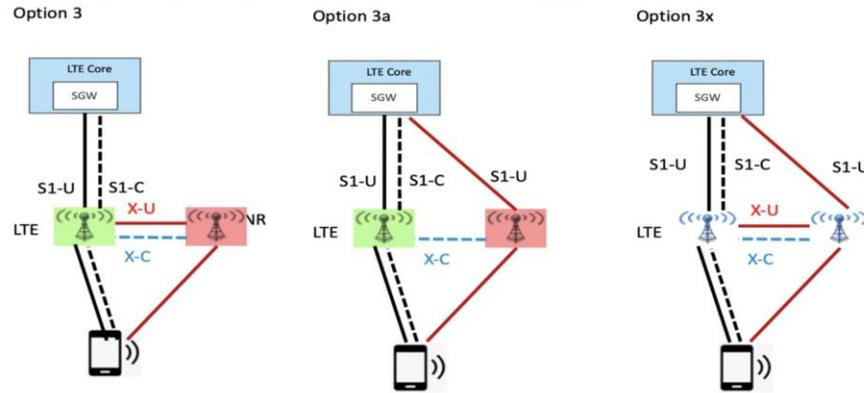 Option 3
LTE Core
SGW
S1-U
S1-C
X-U
LTE
NR
X-C
Option 3a
LTE Core
SGW
S1-U
S1-C
S1-U
LTE
X-C
Option 3x
LTE Core
SGW
S1-U
S1-C
S1-U
X-U
LTE
X-C